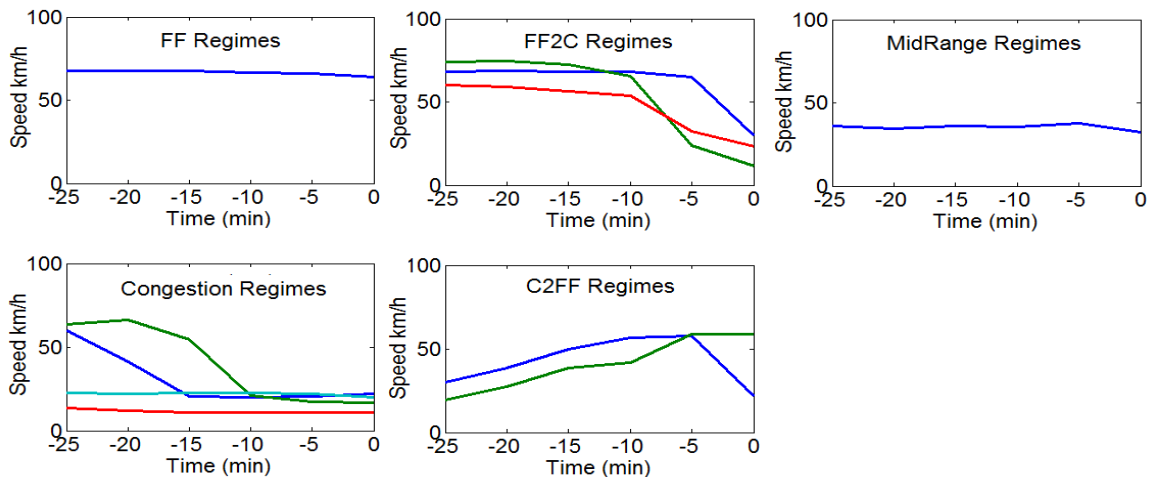 FF Regimes
Speed km/h
100
50
0
-25 -20 -15 -10 -5 0
Time (min)
FF2C Regimes
Speed km/h
100
50
0
-25 -20 -15 -10 -5 0
Time (min)
MidRange Regimes
Speed km/h
100
50
0
-25 -20 -15 -10 -5 0
Time (min)
Congestion Regimes
Speed km/h
100
50
0
-25 -20 -15 -10 -5 0
Time (min)
C2FF Regimes
Speed km/h
100
50
0
-25 -20 -15 -10 -5 0
Time (min)